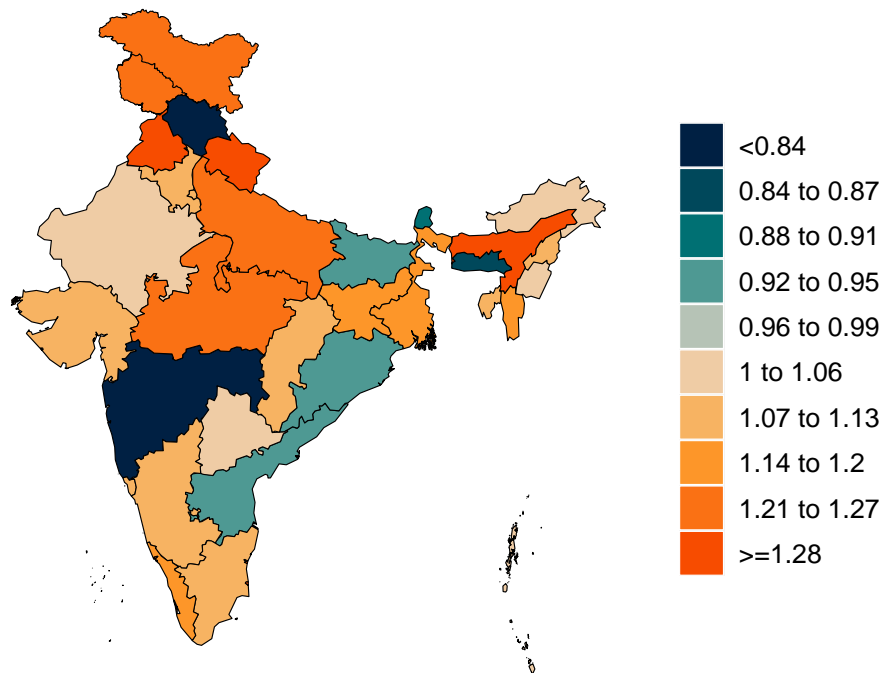 <0.84
0.84 to 0.87
0.88 to 0.91
0.92 to 0.95
0.96 to 0.99
1 to 1.06
1.07 to 1.13
1.14 to 1.2
1.21 to 1.27
>=1.28